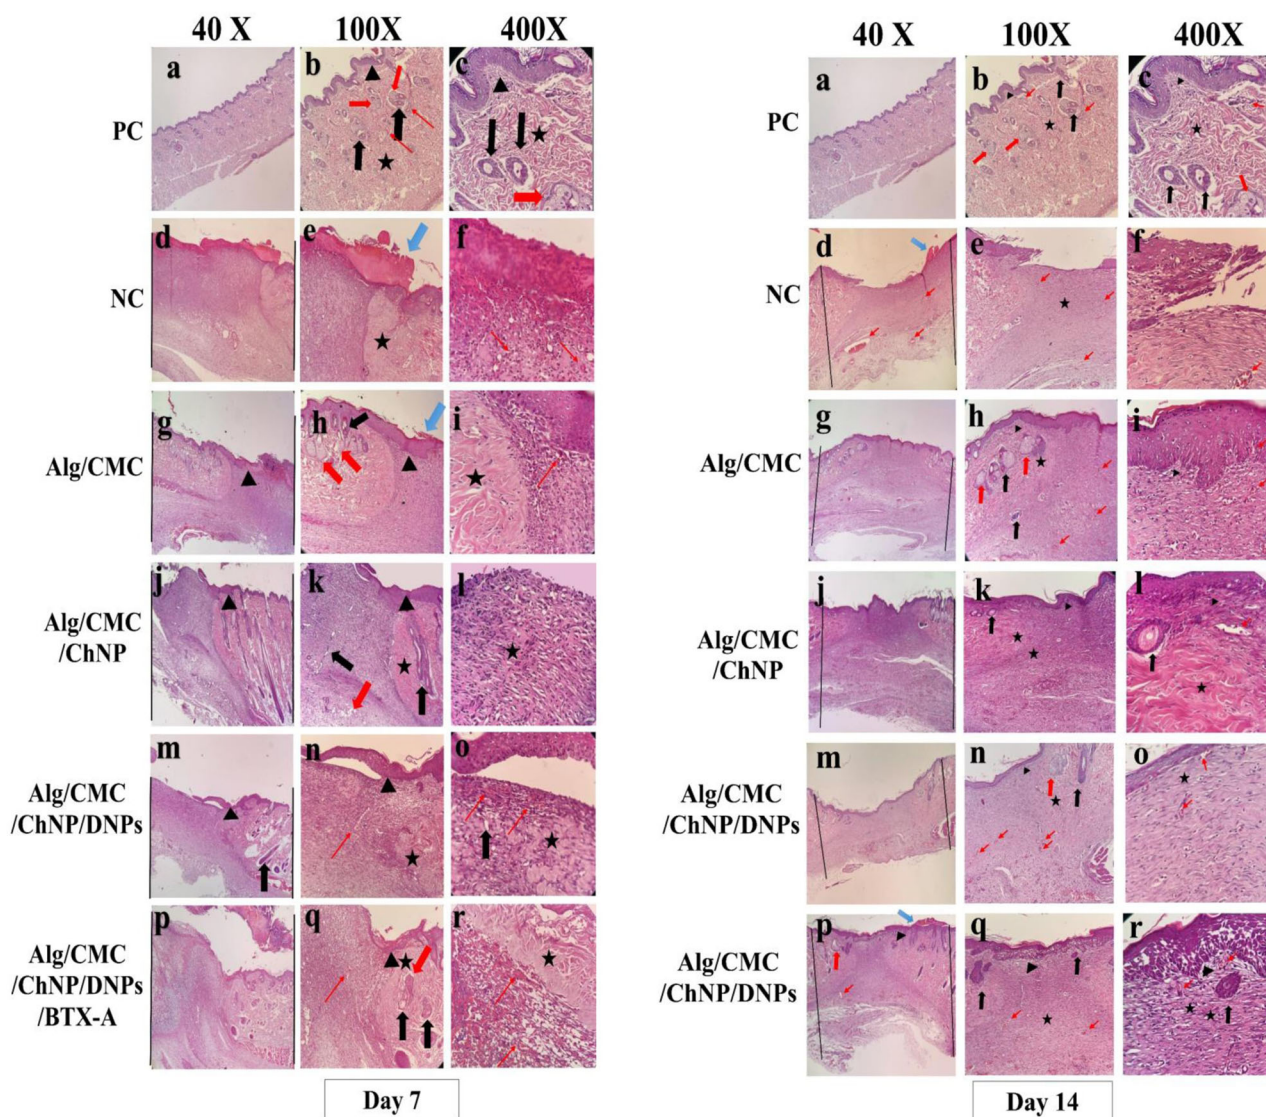 40 X 100X 400X
PC
a b c
NC
d e f
Alg/CMC
g h i
Alg/CMC
/ChNP
j k l
Alg/CMC
/ChNP/DNPs
m n o
Alg/CMC
/ChNP/DNPs
/BTX-A
p q r
Day 7
40 X 100X 400X
PC
a b c
NC
d e f
Alg/CMC
g h i
Alg/CMC
/ChNP
j k l
Alg/CMC
/ChNP/DNPs
m n o
Alg/CMC
/ChNP/DNPs
p q r
Day 14